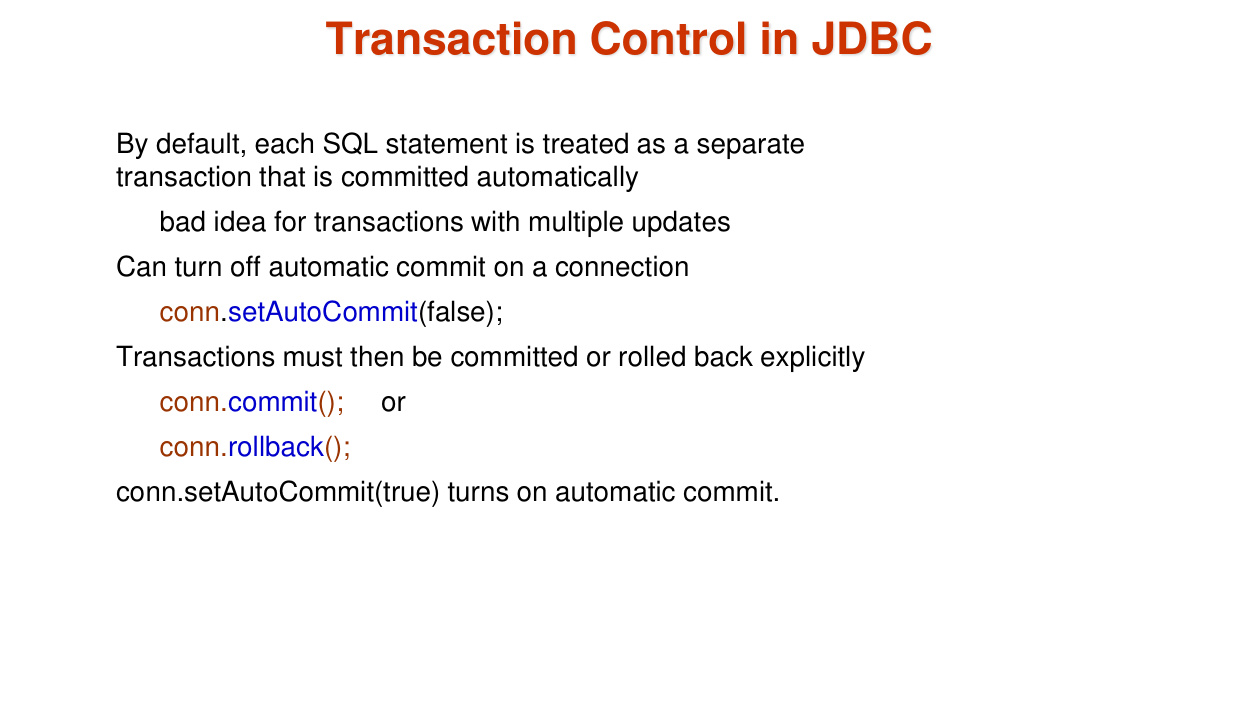 Transaction Control in JDBC
By default, each SQL statement is treated as a separate
transaction that is committed automatically
bad idea for transactions with multiple updates
Can turn off automatic commit on a connection
conn.setAutoCommit(false);
Transactions must then be committed or rolled back explicitly
conn.commit(); or
conn.rollback();
conn.setAutoCommit(true) turns on automatic commit.